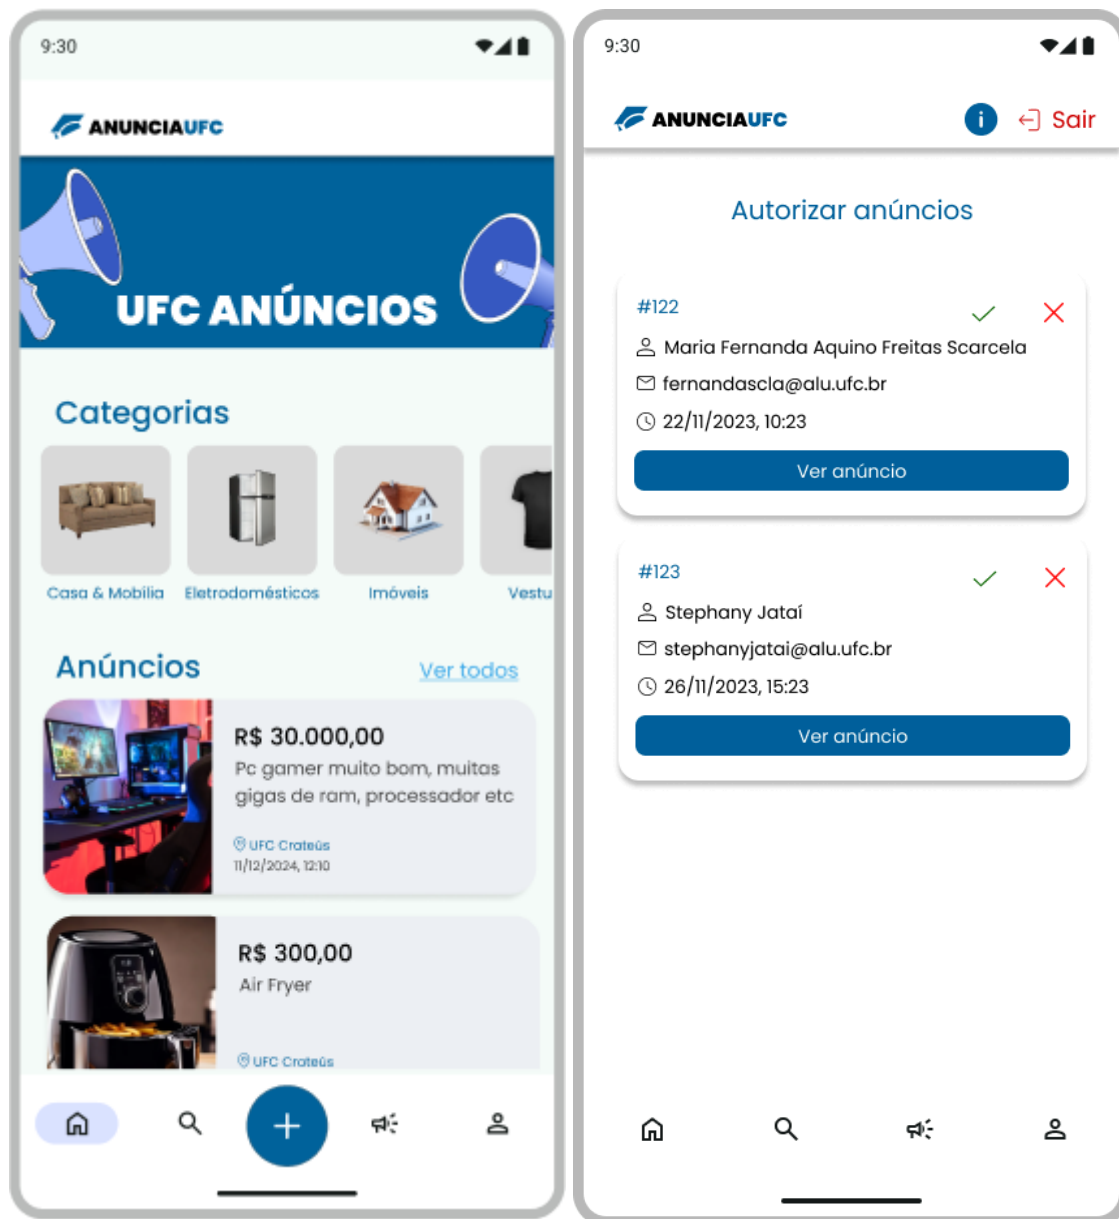 9:30
ANUNCIAUFC
UFC ANÚNCIOS
Categorias
Casa & Mobília
Eletrodomésticos
Imóveis
Vestu
Anúncios
Ver todos
R$ 30.000,00
Pc gamer muito bom, muitas
gigas de ram, processador etc
UFC Crateús
11/12/2024, 12:10
R$ 300,00
Air Fryer
UFC Crateús
9:30
ANUNCIAUFC
i
Sair
Autorizar anúncios
#122
Maria Fernanda Aquino Freitas Scarcela
fernandascla@alu.ufc.br
22/11/2023, 10:23
Ver anúncio
#123
Stephany Jataí
stephanyjatai@alu.ufc.br
26/11/2023, 15:23
Ver anúncio